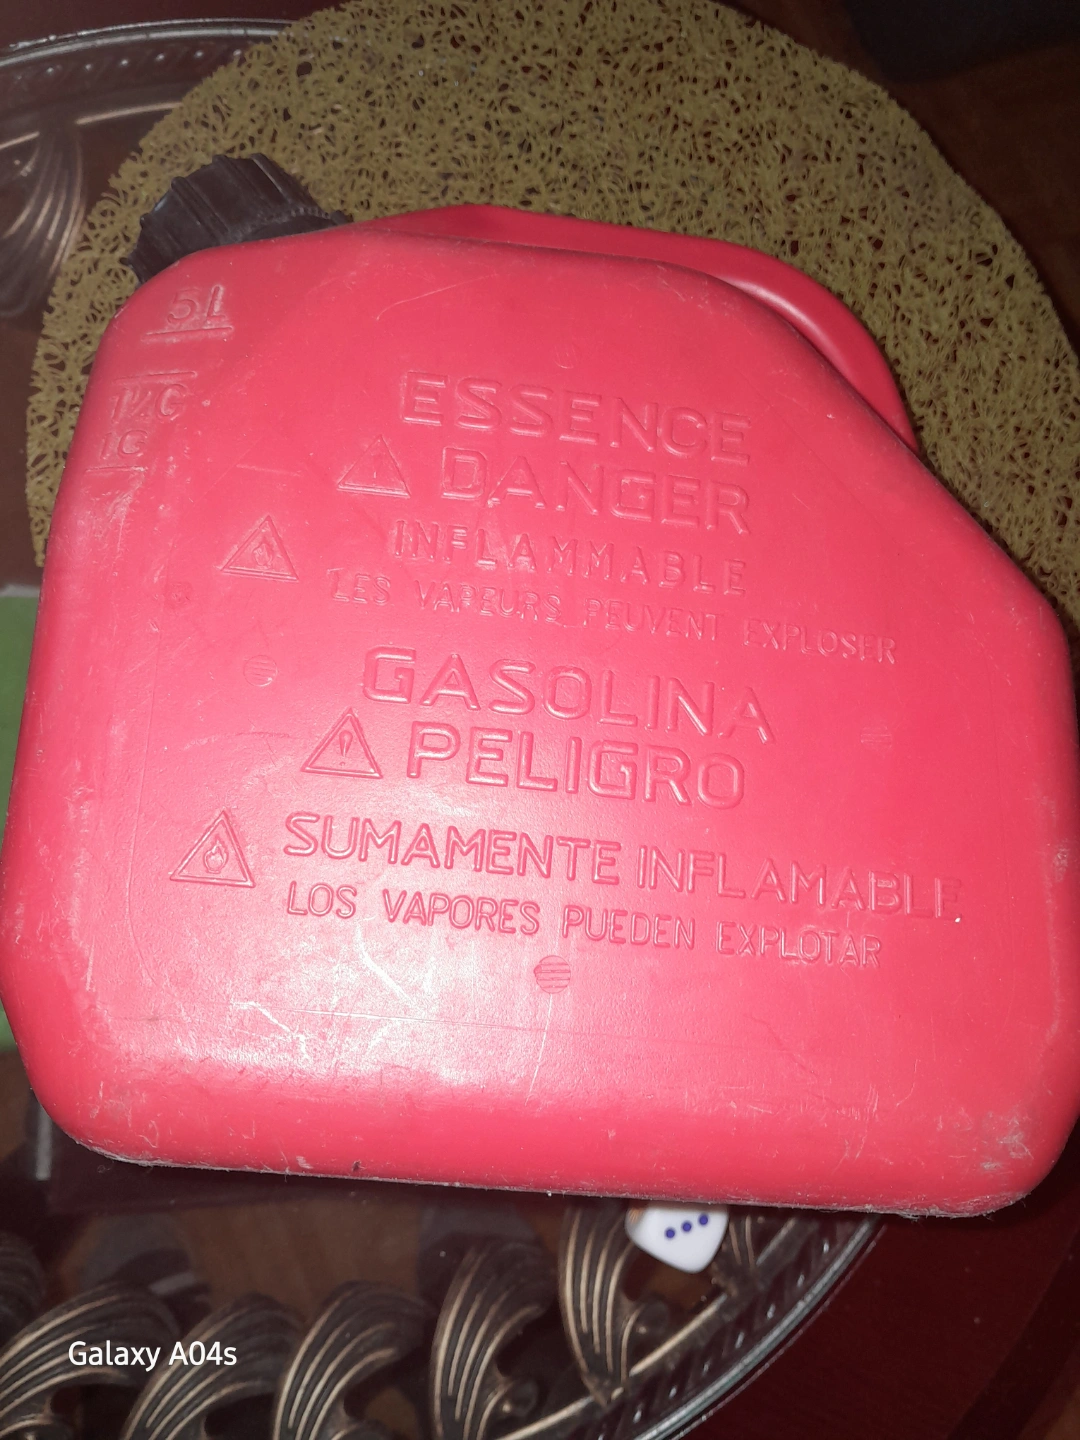 5L
1¼G
1G
ESSENCE
DANGER
INFLAMMABLE
LES VAPEURS PEUVENT EXPLOSER
GASOLINA
PELIGRO
SUMAMENTE INFLAMABLE
LOS VAPORES PUEDEN EXPLOTAR
Galaxy A04s